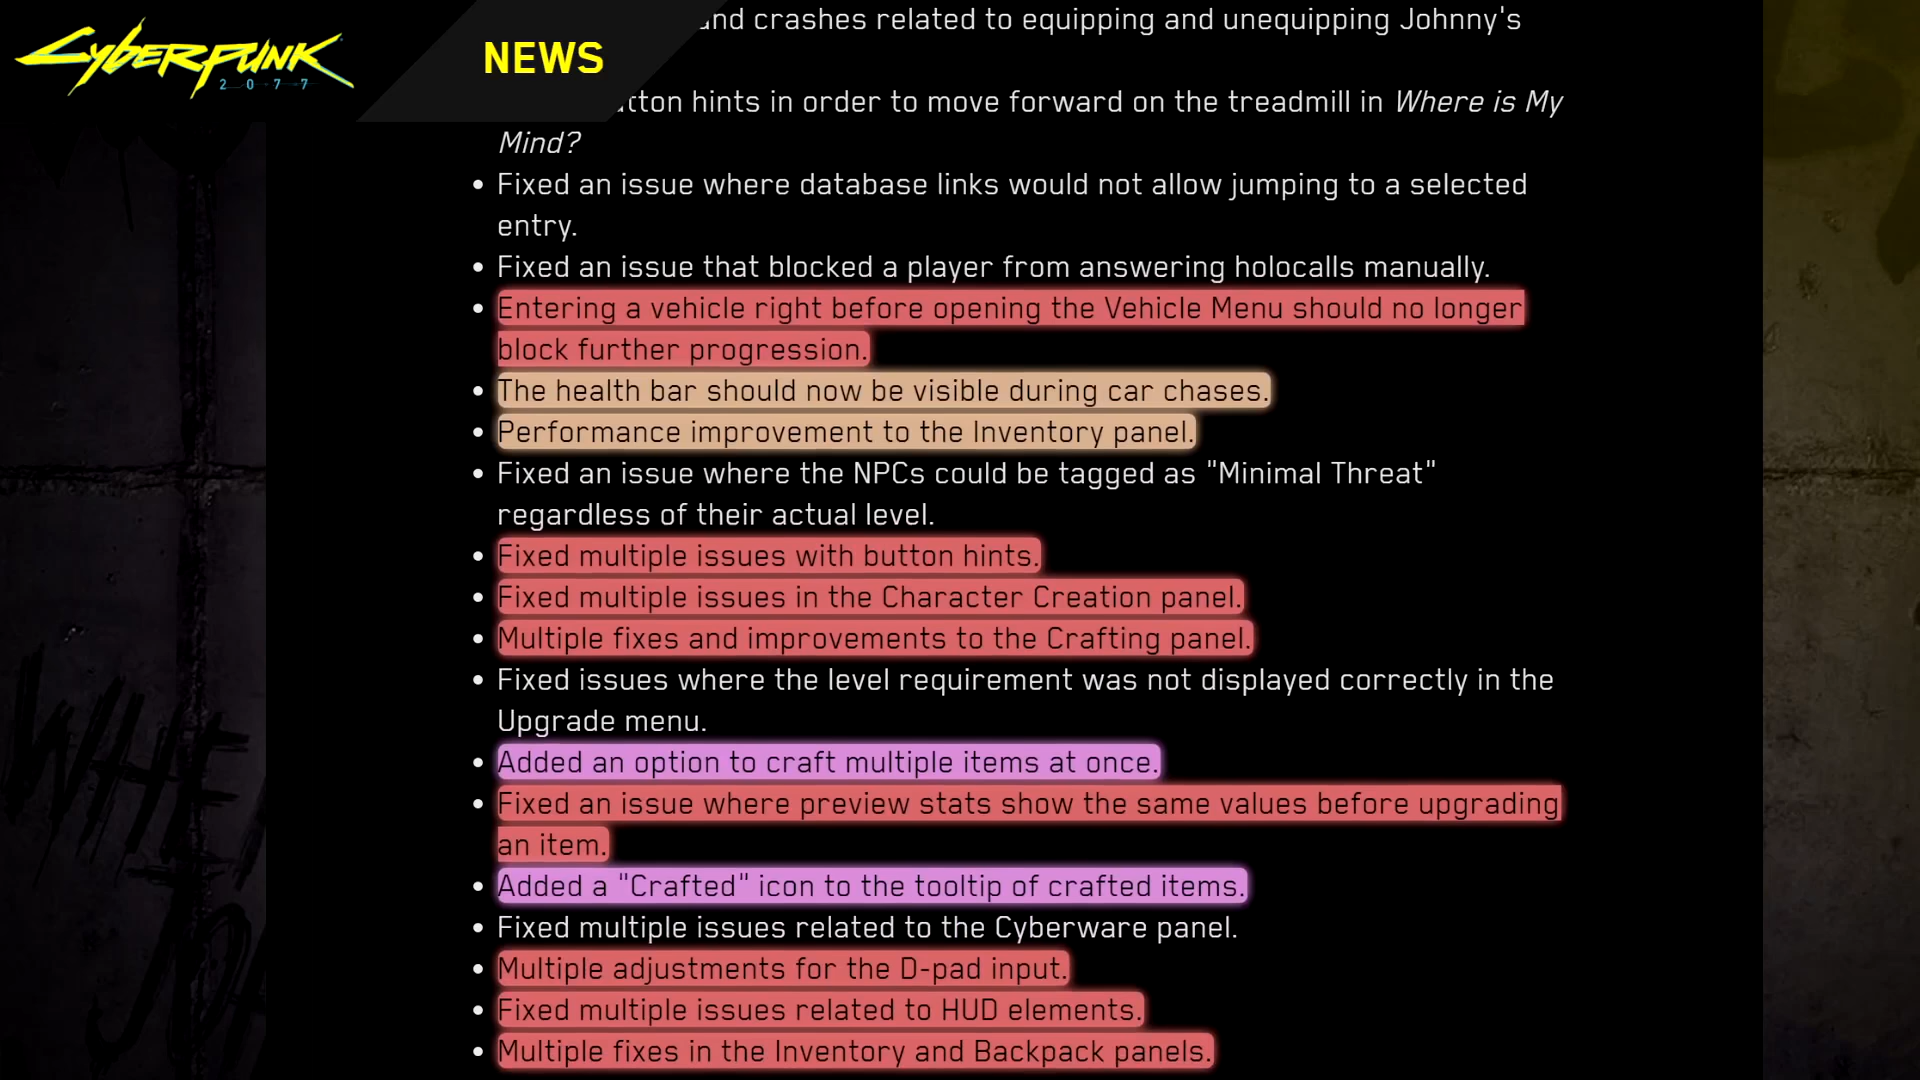 CYBERPUNK
2077
NEWS
and crashes related to equipping and unequipping Johnny's
hints in order to move forward on the treadmill in Where is My
Mind?
• Fixed an issue where database links would not allow jumping to a selected
entry.
• Fixed an issue that blocked a player from answering holocalls manually.
• Entering a vehicle right before opening the Vehicle Menu should no longer
block further progression.
• The health bar should now be visible during car chases.
• Performance improvement to the Inventory panel.
• Fixed an issue where the NPCs could be tagged as "Minimal Threat"
regardless of their actual level.
• Fixed multiple issues with button hints.
• Fixed multiple issues in the Character Creation panel.
• Multiple fixes and improvements to the Crafting panel.
• Fixed issues where the level requirement was not displayed correctly in the
Upgrade menu.
• Added an option to craft multiple items at once.
• Fixed an issue where preview stats show the same values before upgrading
an item.
• Added a "Crafted" icon to the tooltip of crafted items.
• Fixed multiple issues related to the Cyberware panel.
• Multiple adjustments for the D-pad input.
• Fixed multiple issues related to HUD elements.
• Multiple fixes in the Inventory and Backpack panels.